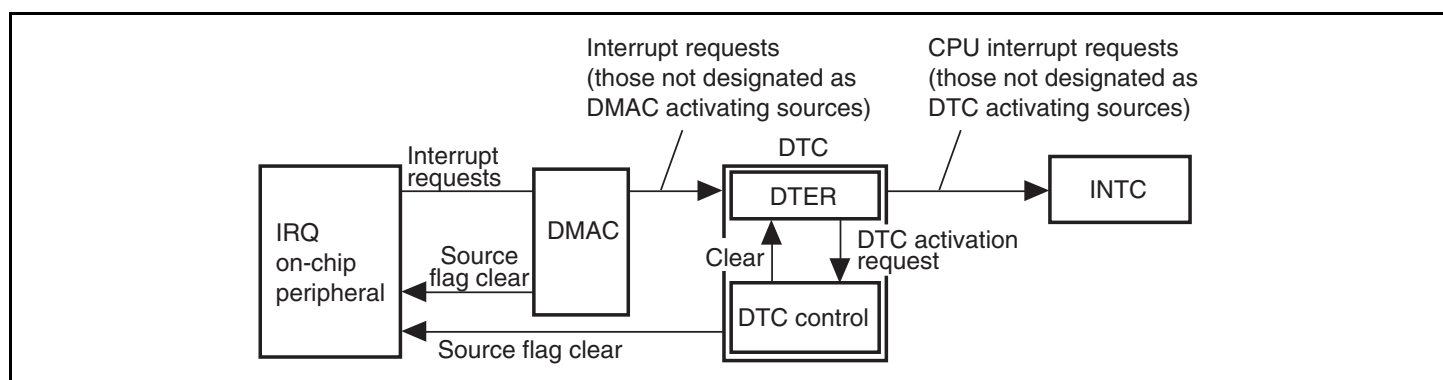 Interrupt requests
(those not designated as
DMAC activating sources)
CPU interrupt requests
(those not designated as
DTC activating sources)
DTC
Interrupt
requests
DTER
INTC
IRQ
on-chip
peripheral
DMAC
Clear
DTC activation
request
Source
flag clear
DTC control
Source flag clear